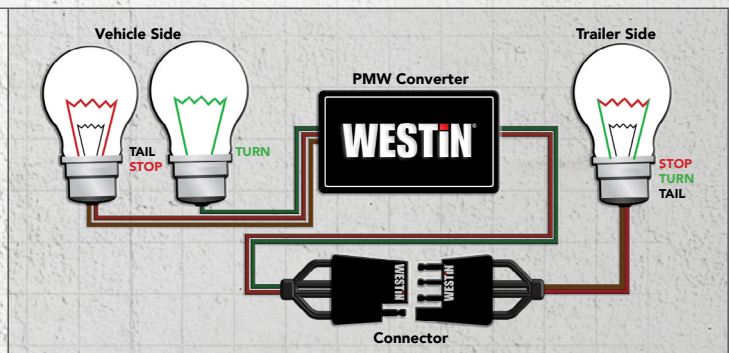 Vehicle Side
Trailer Side
PMW Converter
WESTiN®
TAIL
STOP
TURN
STOP
TURN
TAIL
WESTiN
WESTiN
Connector